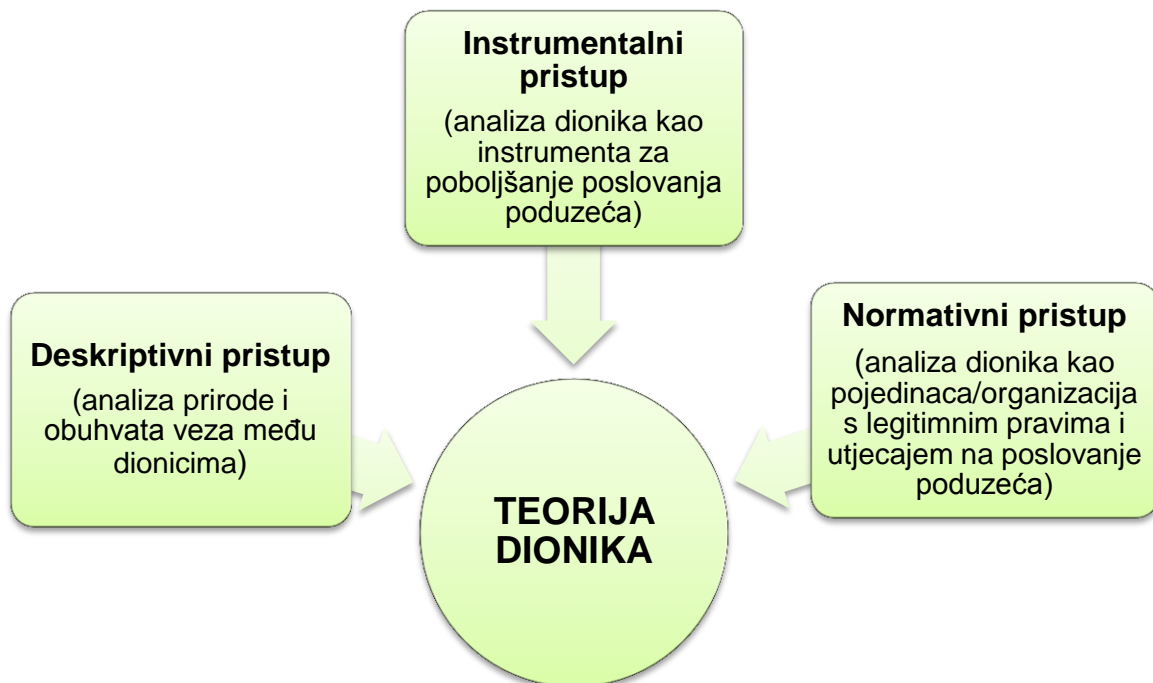 Instrumentalni
pristup
(analiza dionika kao
instrumenta za
poboljšanje poslovanja
poduzeća)
Deskriptivni pristup
(analiza prirode i
obuhvata veza među
dionicima)
Normativni pristup
(analiza dionika kao
pojedinaca/organizacija
s legitimnim pravima i
utjecajem na poslovanje
poduzeća)
TEORIJA
DIONIKA